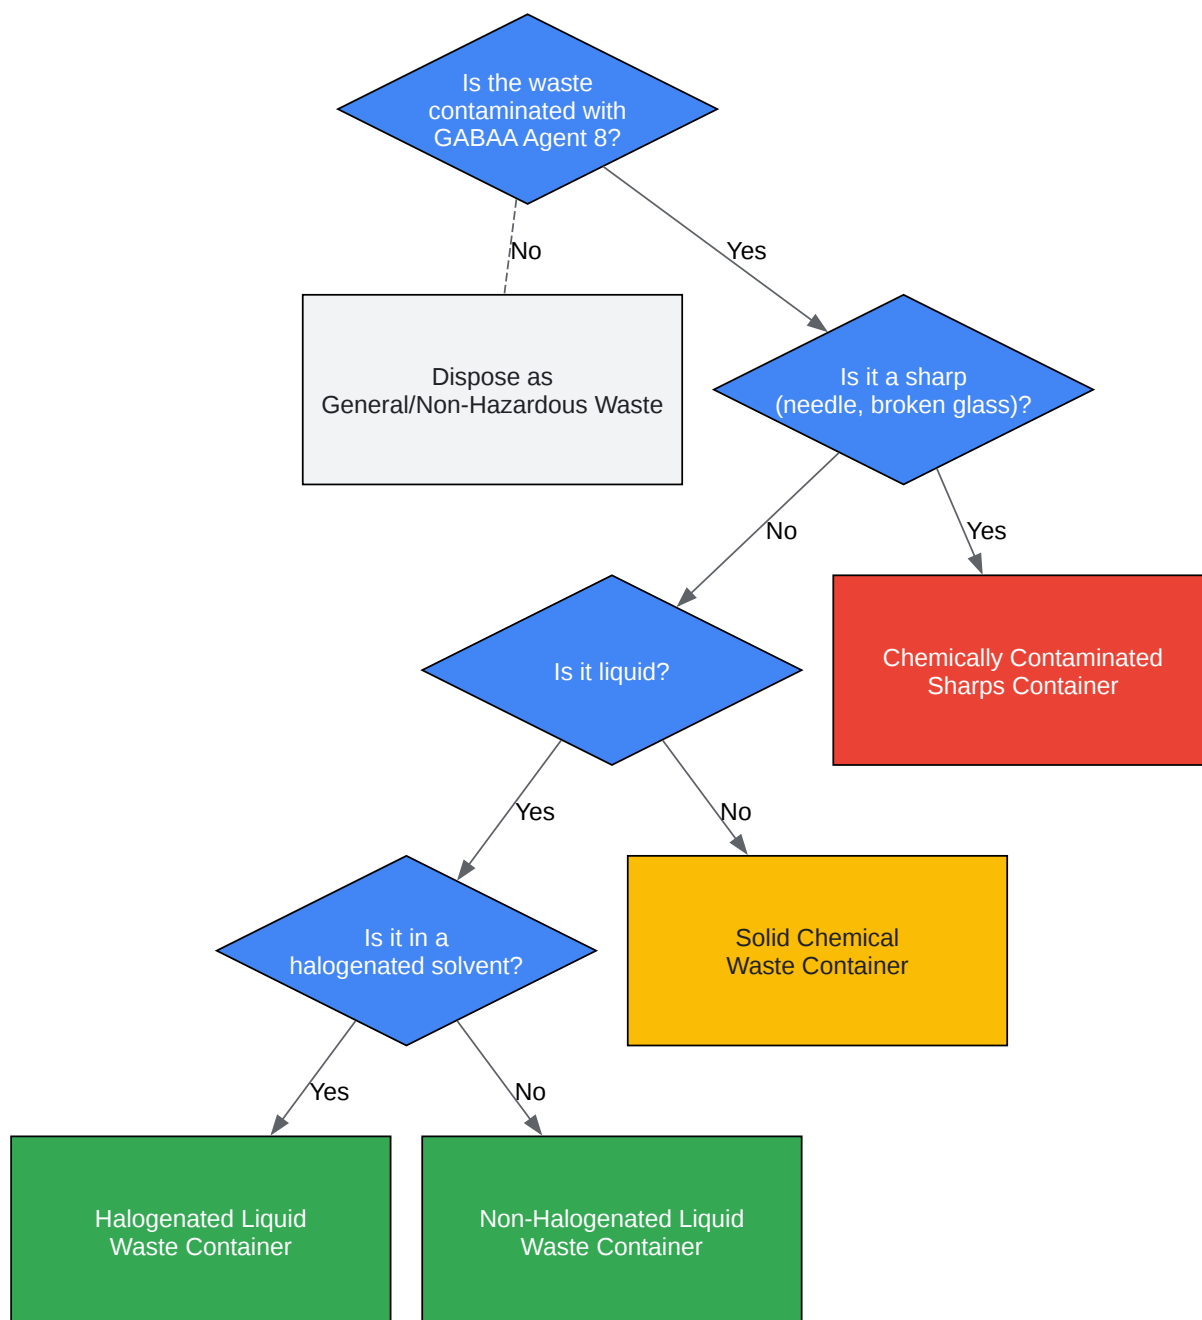 Is the waste
contaminated with
GABAA Agent 8?
No
Yes
Dispose as
General/Non-Hazardous Waste
Is it a sharp
(needle, broken glass)?
No
Yes
Is it liquid?
Chemically Contaminated
Sharps Container
Yes
No
Is it in a
halogenated solvent?
Solid Chemical
Waste Container
Yes
No
Halogenated Liquid
Waste Container
Non-Halogenated Liquid
Waste Container